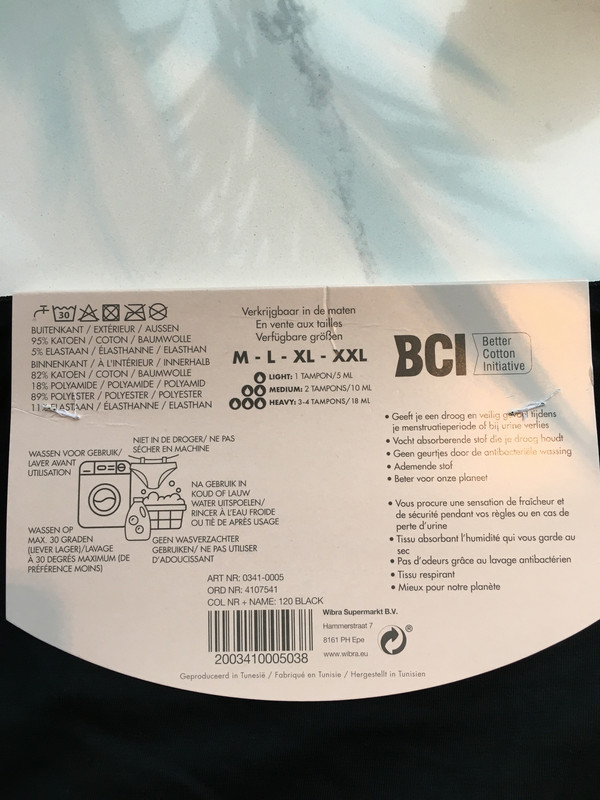 30
BUITENKANT / EXTÉRIEUR / AUSSEN
95% KATOEN / COTON / BAUMWOLLE
5% ELASTAAN / ÉLASTHANNE / ELASTHAN
BINNENKANT / À L'INTÉRIEUR / INNERHALB
82% KATOEN / COTON / BAUMWOLLE
18% POLYAMIDE / POLYAMIDE / POLYAMID
89% POLYESTER / POLYESTER / POLYESTER
11% ELASTAAN / ÉLASTHANNE / ELASTHAN
Verkrijgbaar in de maten
En vente aux tailles
Verfügbare größen
M - L - XL - XXL
LIGHT: 1 TAMPON/5 ML
MEDIUM: 2 TAMPONS/10 ML
HEAVY: 3-4 TAMPONS/18 ML
BCI
Better
Cotton
Initiative
• Geeft je een droog en veilig gevoel tijdens
je menstruatieperiode of bij urine verlies
• Vocht absorberende stof die je droog houdt
• Geen geurtjes door de antibacteriële wassing
• Ademende stof
• Beter voor onze planeet
• Vous procure une sensation de fraîcheur et
de sécurité pendant vos règles ou en cas de
perte d'urine
• Tissu absorbant l'humidité qui vous garde au
sec
• Pas d'odeurs grâce au lavage antibactérien
• Tissu respirant
• Mieux pour notre planète
WASSEN VOOR GEBRUIK/
LAVER AVANT
UTILISATION
NIET IN DE DROGER/ NE PAS
SÉCHER EN MACHINE
NA GEBRUIK IN
KOUD OF LAUW
WATER UITSPOELEN/
RINCER À L'EAU FROIDE
OU TIÈDE APRÈS USAGE
WASSEN OP
MAX. 30 GRADEN
(LIEVER LAGER)/LAVAGE
À 30 DEGRÉS MAXIMUM (DE
PRÉFÉRENCE MOINS)
GEEN WASVERZACHTER
GEBRUIKEN/ NE PAS UTILISER
D'ADOUCISSANT
ART NR: 0341-0005
ORD NR: 4107541
COL NR + NAME: 120 BLACK
2003410005038
Wibra Supermarkt B.V.
Hammerstraat 7
8161 PH Epe
www.wibra.eu
®
Geproduceerd in Tunesië / Fabriqué en Tunisie / Hergestellt in Tunisien